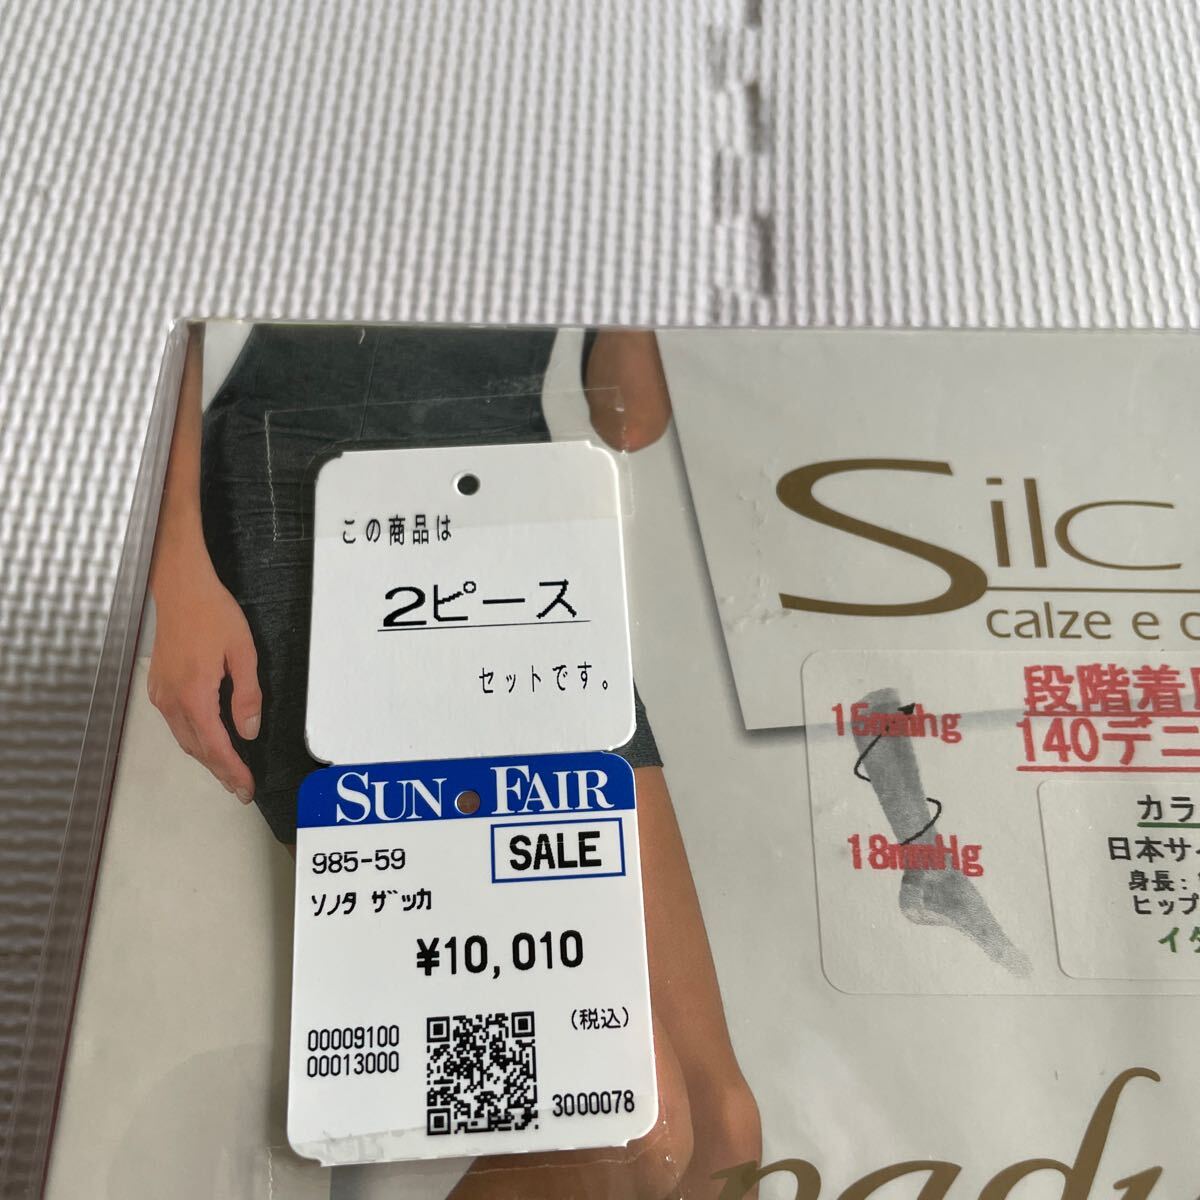 この商品は
2ピース
セットです。
SUN FAIR
SALE
985-59
ソノタ ザッカ
¥10,010
(税込)
00009100
00013000
3000078
Silc
calze e c
段階着
140デニ
15mmhg
18mmHg
カラ
日本サイ
身長:
ヒップ
イタ